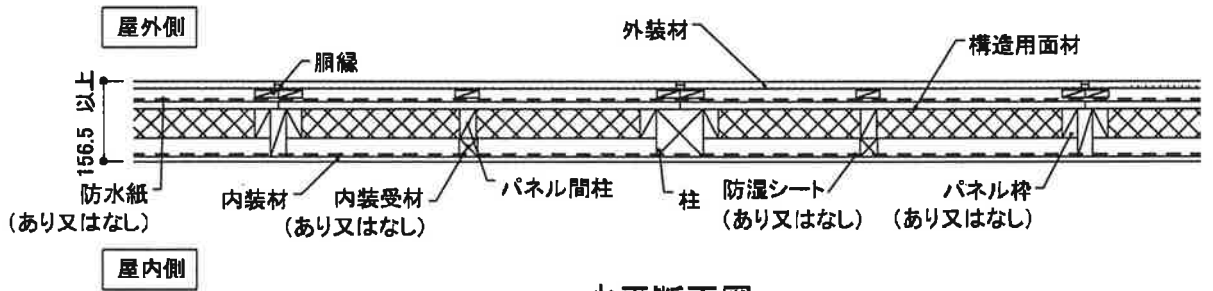 屋外側
外装材
構造用面材
胴縁
156.5 以上
防水紙
(あり又はなし)
内装材
内装受材
(あり又はなし)
パネル間柱
柱
防湿シート
(あり又はなし)
パネル枠
(あり又はなし)
屋内側